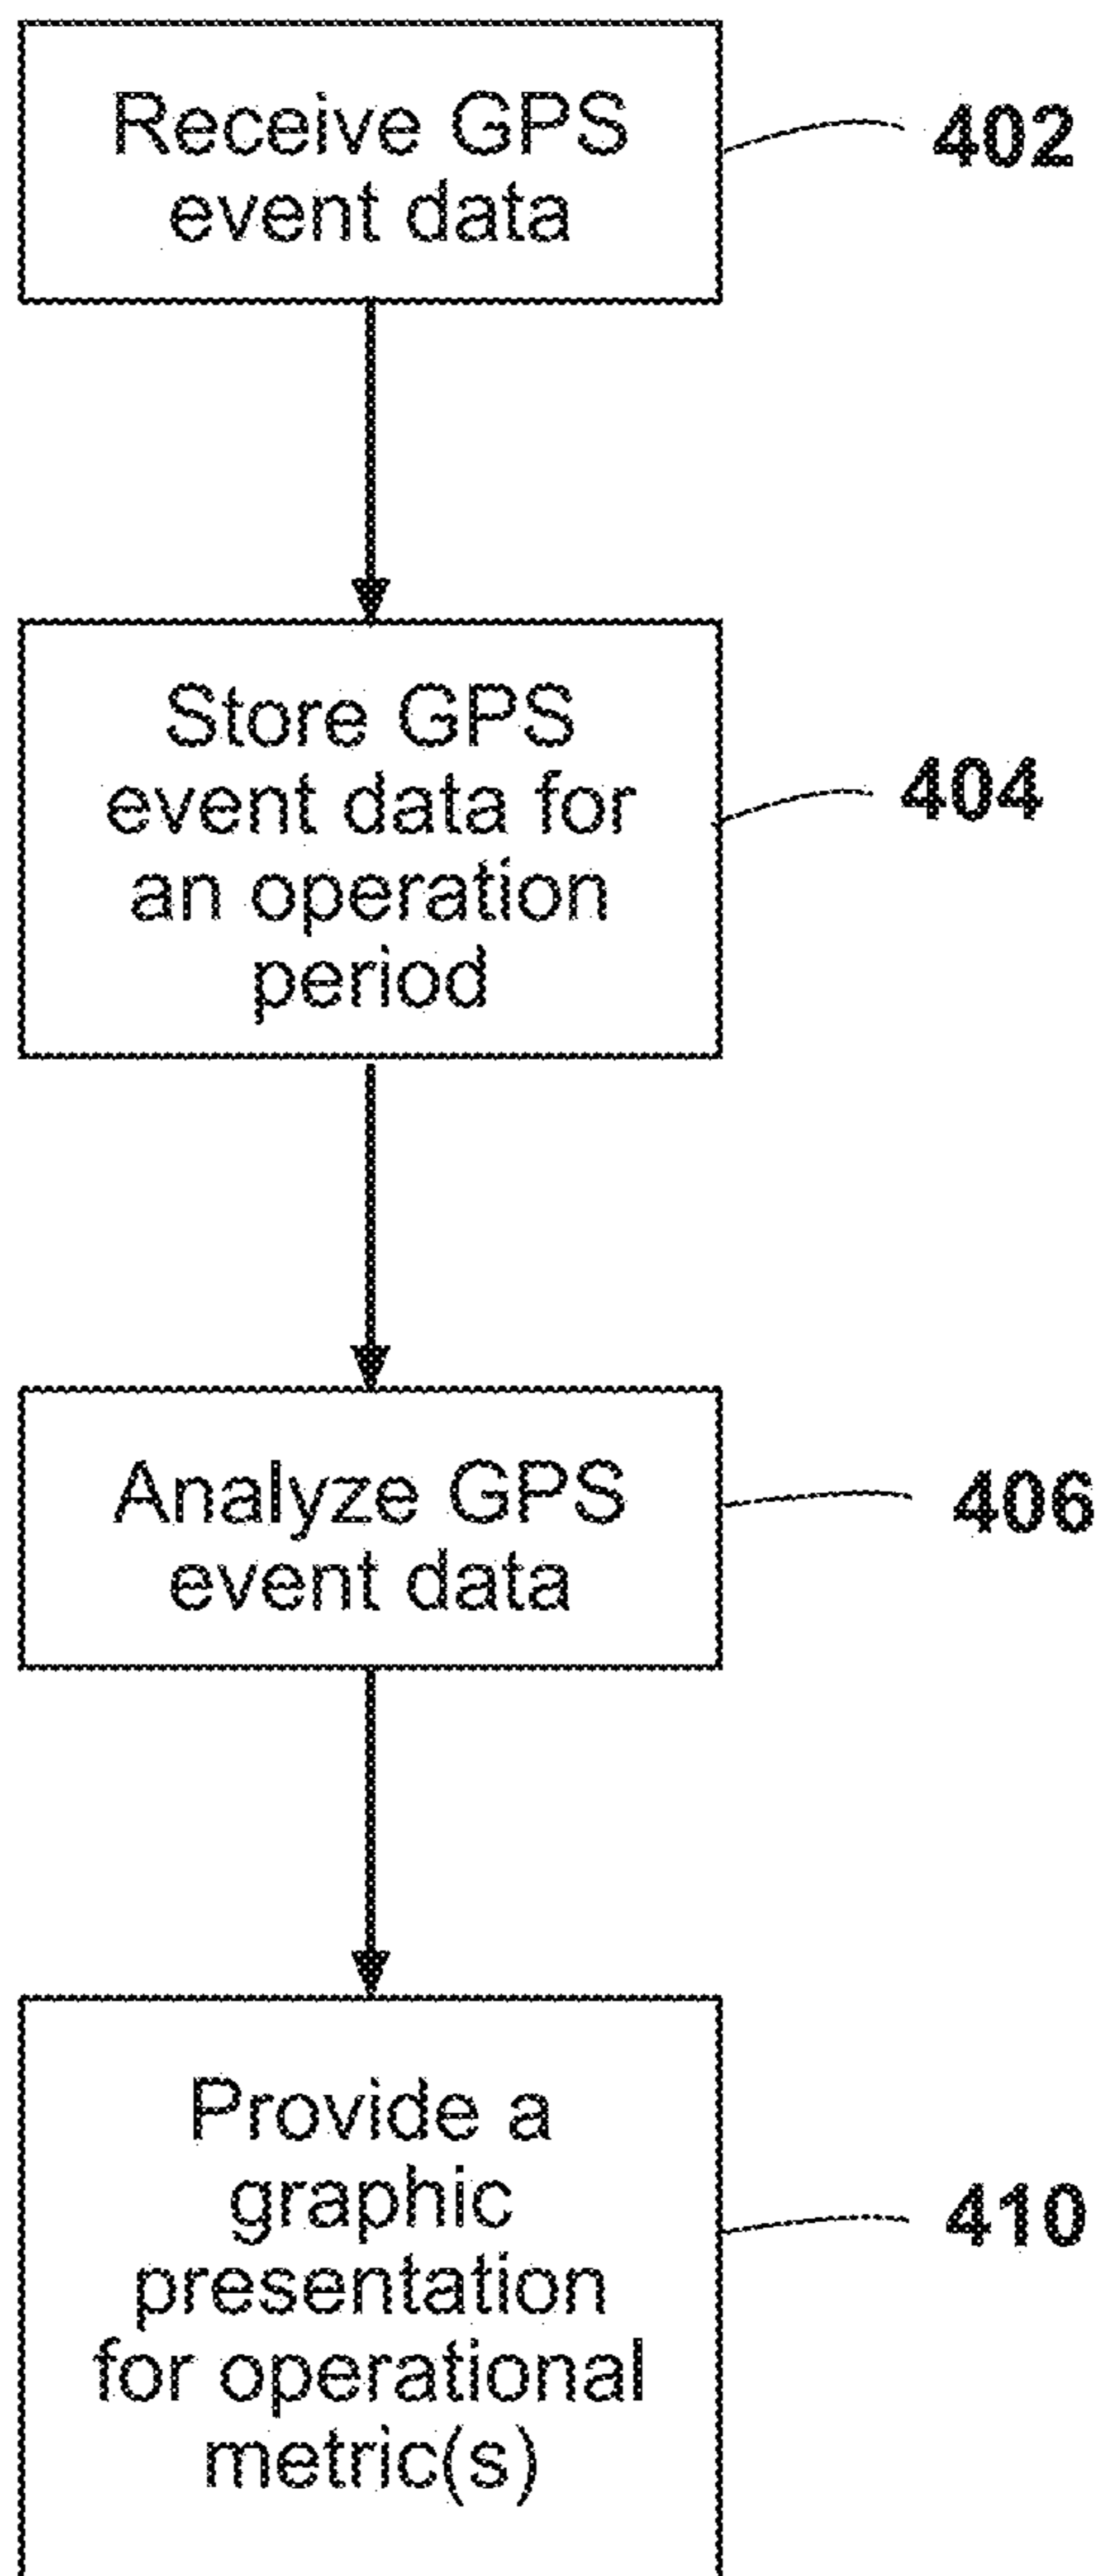 Receive GPS
event data
402
Store GPS
event data for
an operation
period
404
Analyze GPS
event data
406
Provide a
graphic
presentation
for operational
metric(s)
410